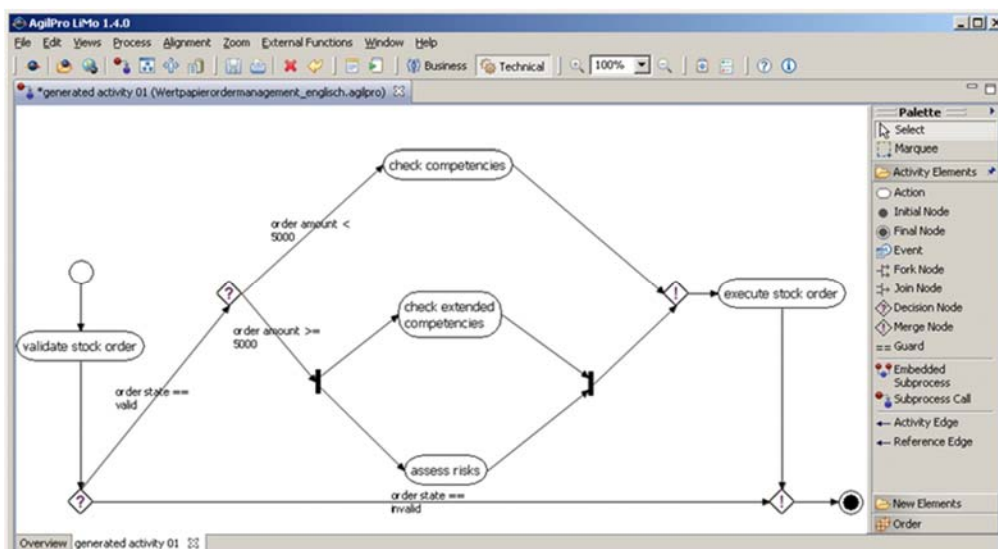 AgilPro LiMo 1.4.0
File Edit Views Process Alignment Zoom External Functions Window Help
Business Technical 100%
*generated activity 01 (Wertpapierordermanagement_englisch.agilpro)
Palette
Select
Marquee
Activity Elements
Action
Initial Node
Final Node
Event
Fork Node
Join Node
Decision Node
Merge Node
Guard
Embedded
Subprocess
Subprocess Call
Activity Edge
Reference Edge
New Elements
Order
check competencies
order amount <
5000
?
!
execute stock order
check extended
competencies
order amount >=
5000
validate stock order
order state ==
valid
assess risks
?
order state ==
invalid
!
Overview generated activity 01